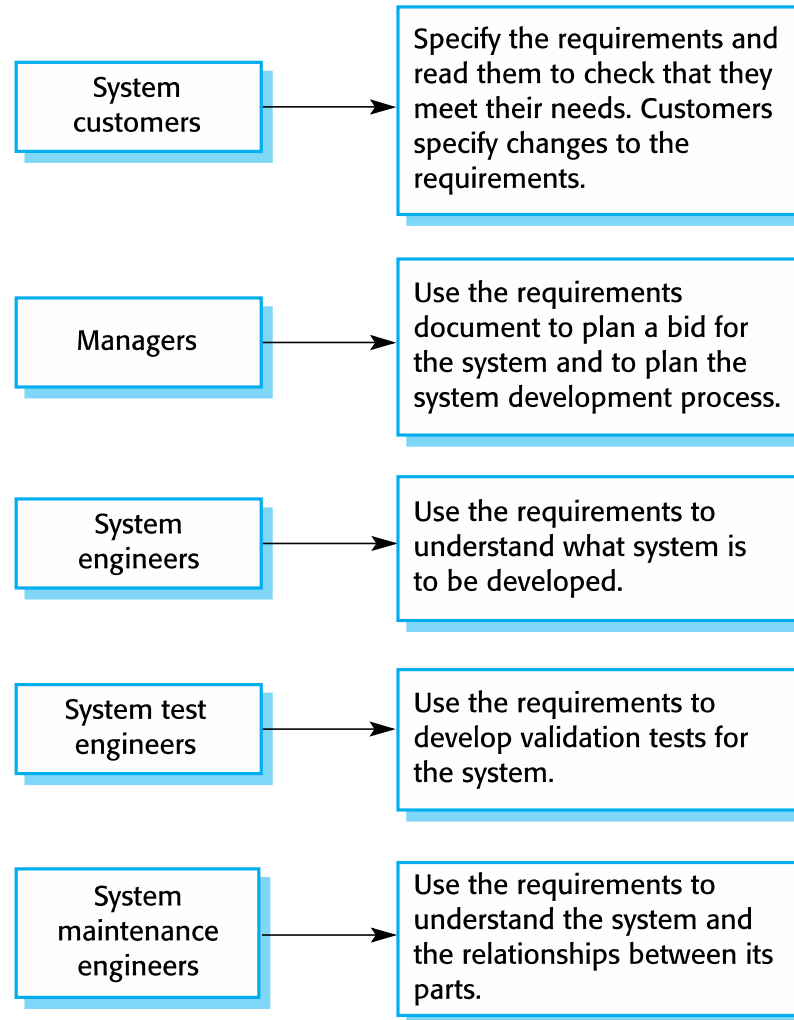 System
customers
Specify the requirements and
read them to check that they
meet their needs. Customers
specify changes to the
requirements.
Managers
Use the requirements
document to plan a bid for
the system and to plan the
system development process.
System
engineers
Use the requirements to
understand what system is
to be developed.
System test
engineers
Use the requirements to
develop validation tests for
the system.
System
maintenance
engineers
Use the requirements to
understand the system and
the relationships between its
parts.